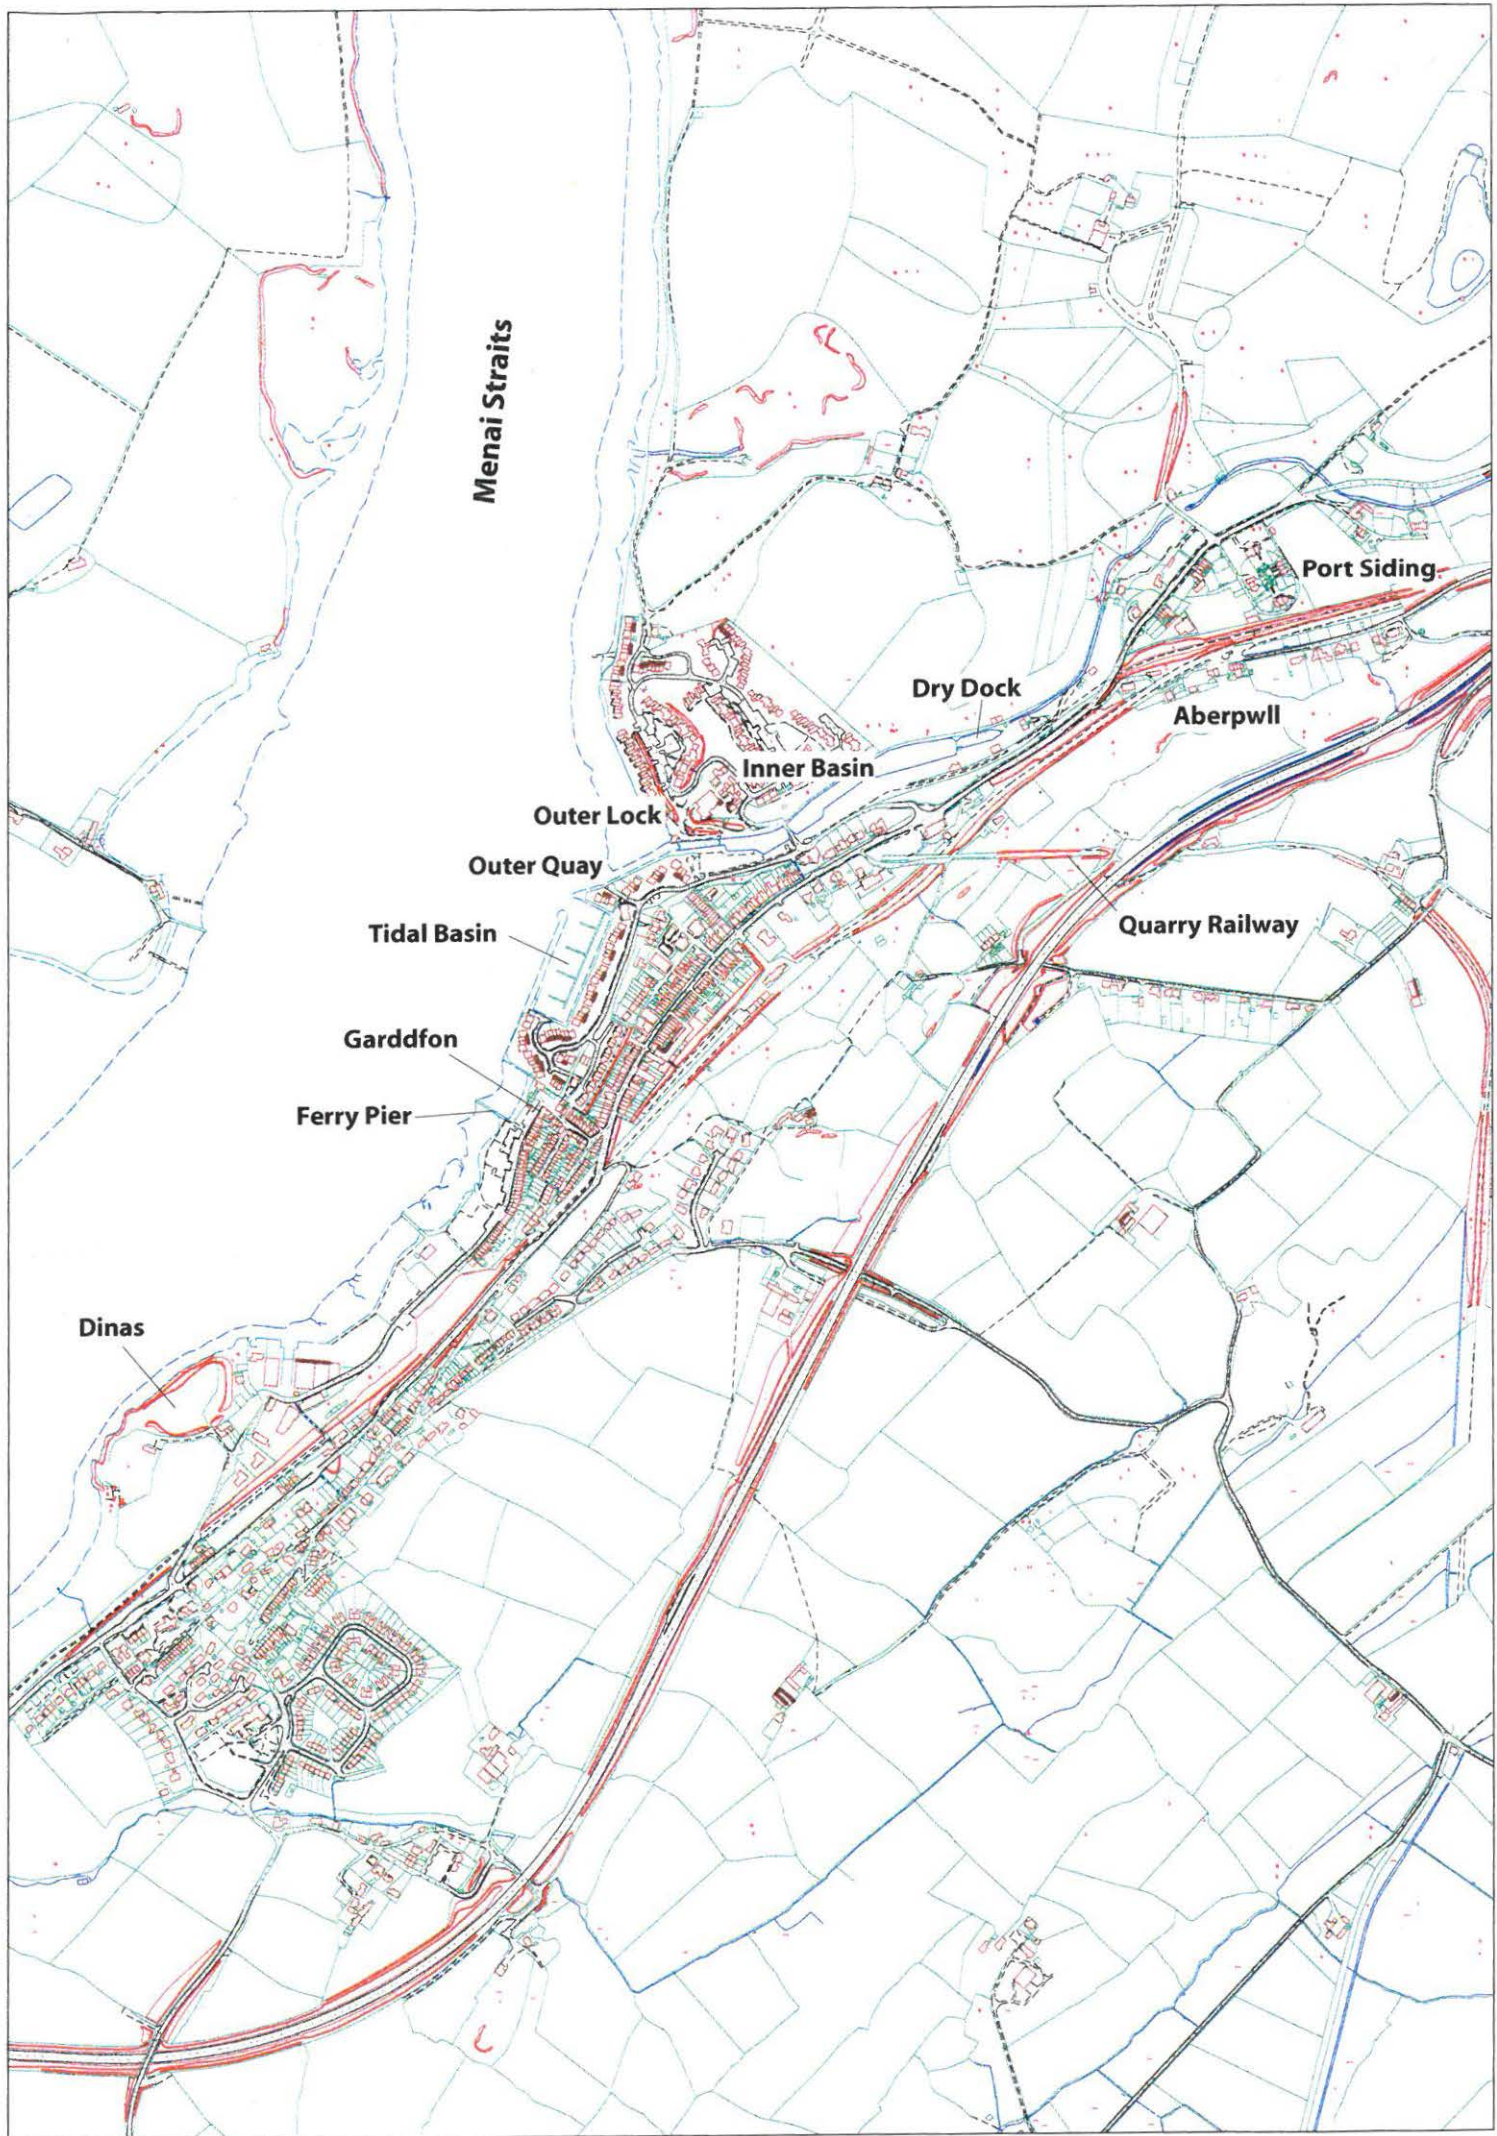 Menai Straits
Port Siding
Dry Dock
Aberpwll
Inner Basin
Outer Lock
Outer Quay
Quarry Railway
Tidal Basin
Garddfon
Ferry Pier
Dinas